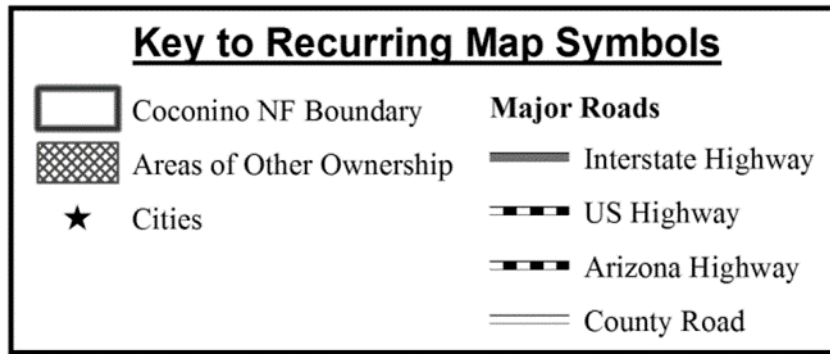 Key to Recurring Map Symbols
Coconino NF Boundary
Areas of Other Ownership
Cities
Major Roads
Interstate Highway
US Highway
Arizona Highway
County Road